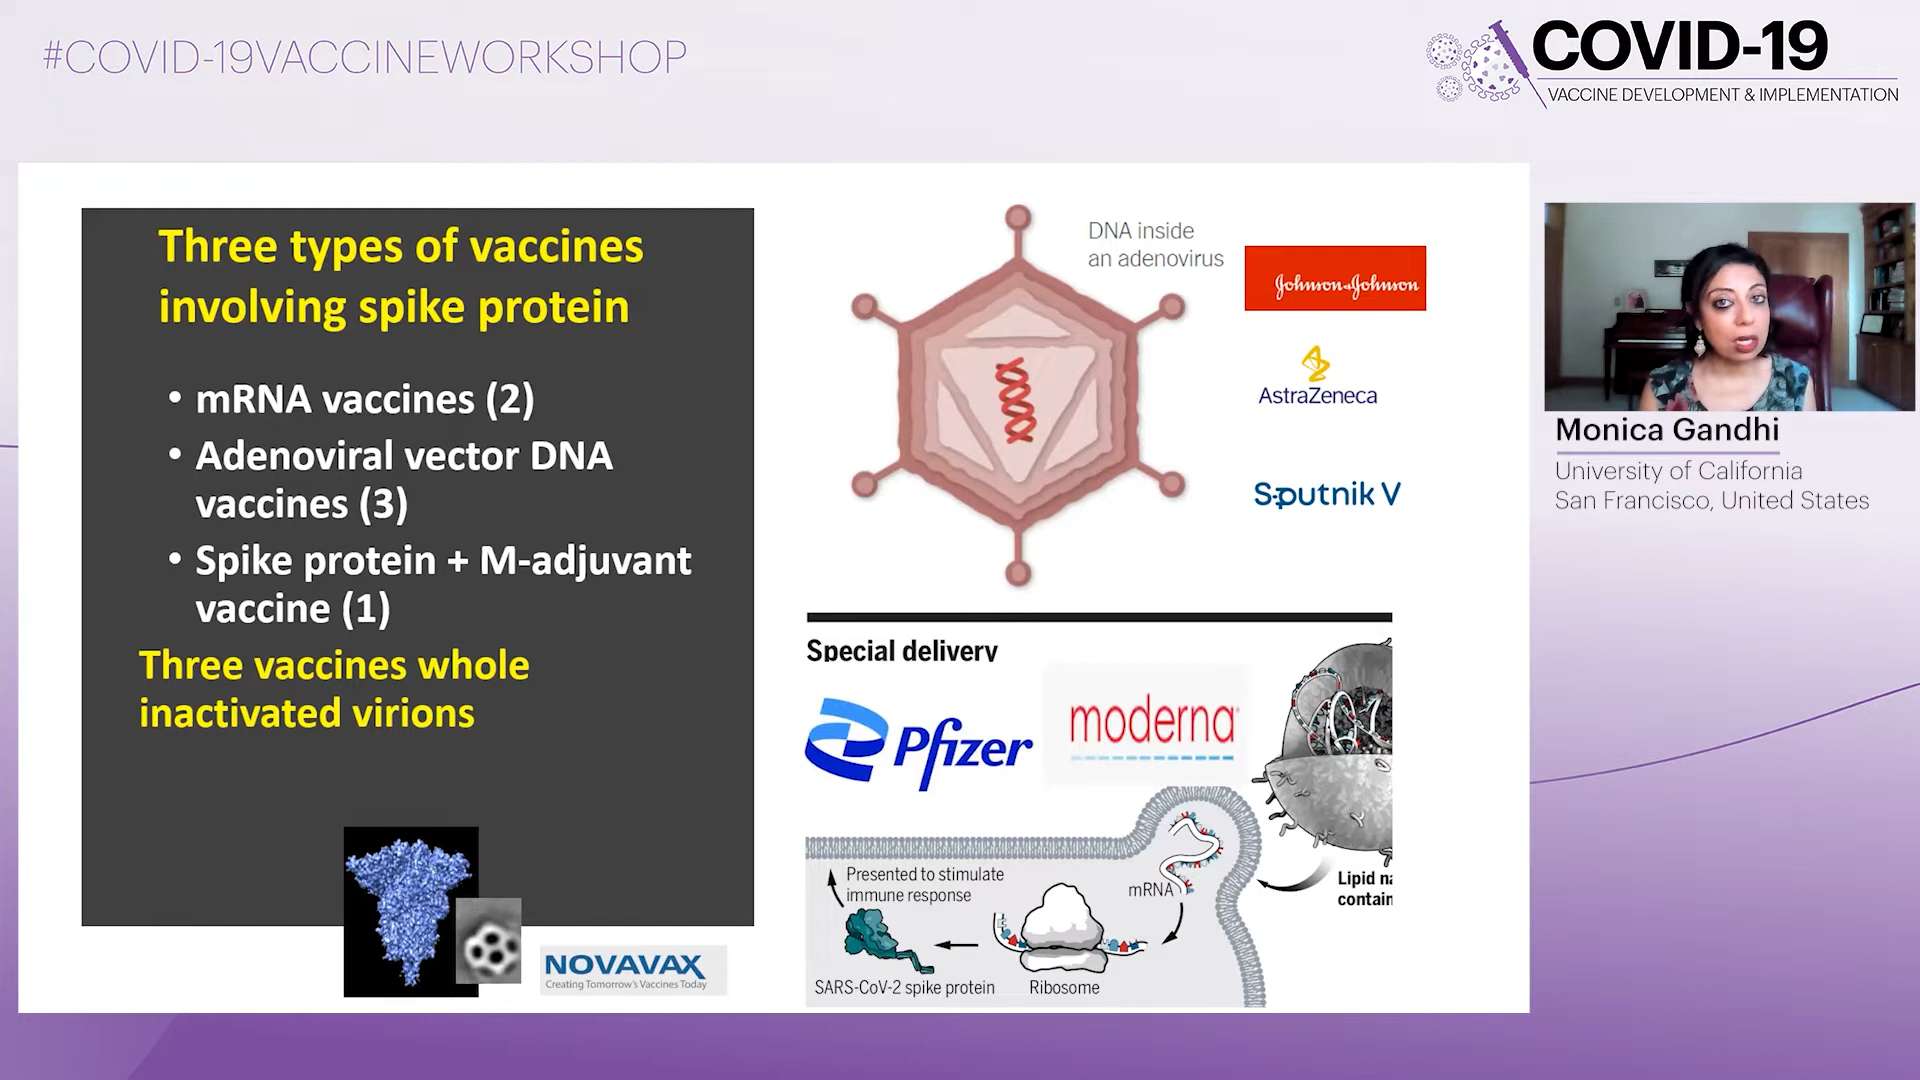 #COVID-19VACCINEWORKSHOP
COVID-19
VACCINE DEVELOPMENT & IMPLEMENTATION
Three types of vaccines
involving spike protein
• mRNA vaccines (2)
• Adenoviral vector DNA
vaccines (3)
• Spike protein + M-adjuvant
vaccine (1)
Three vaccines whole
inactivated virions
NOVAVAX
Creating Tomorrow's Vaccines Today
DNA inside
an adenovirus
Johnson&Johnson
AstraZeneca
Sputnik V
Special delivery
Pfizer
moderna
Presented to stimulate
immune response
mRNA
Lipid na
contain
SARS-CoV-2 spike protein
Ribosome
Monica Gandhi
University of California
San Francisco, United States